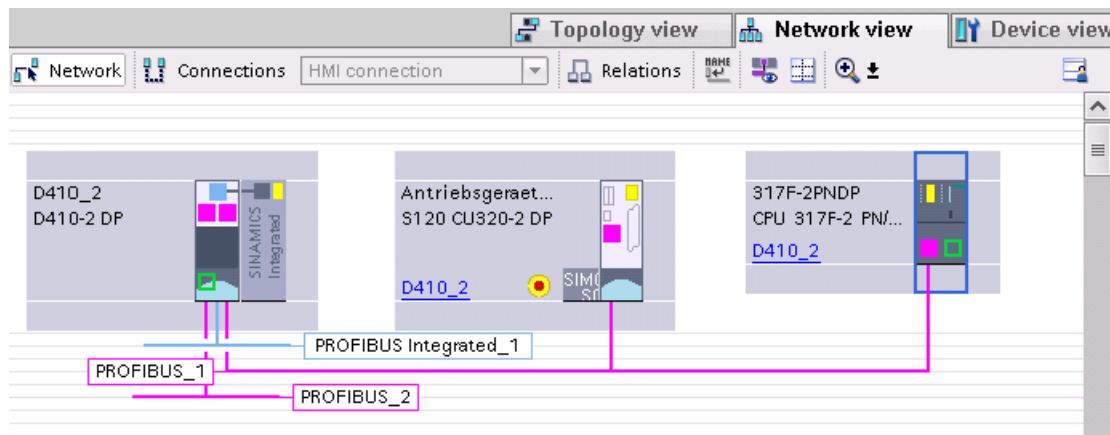 Topology view
Network view
Device view
Network
Connections
HMI connection
Relations
NAME
D410_2
D410-2 DP
SINAMICS
Integrated
Antriebsgeraet...
S120 CU320-2 DP
D410_2
317F-2PNDP
CPU 317F-2 PN/...
D410_2
PROFIBUS Integrated_1
PROFIBUS_1
PROFIBUS_2